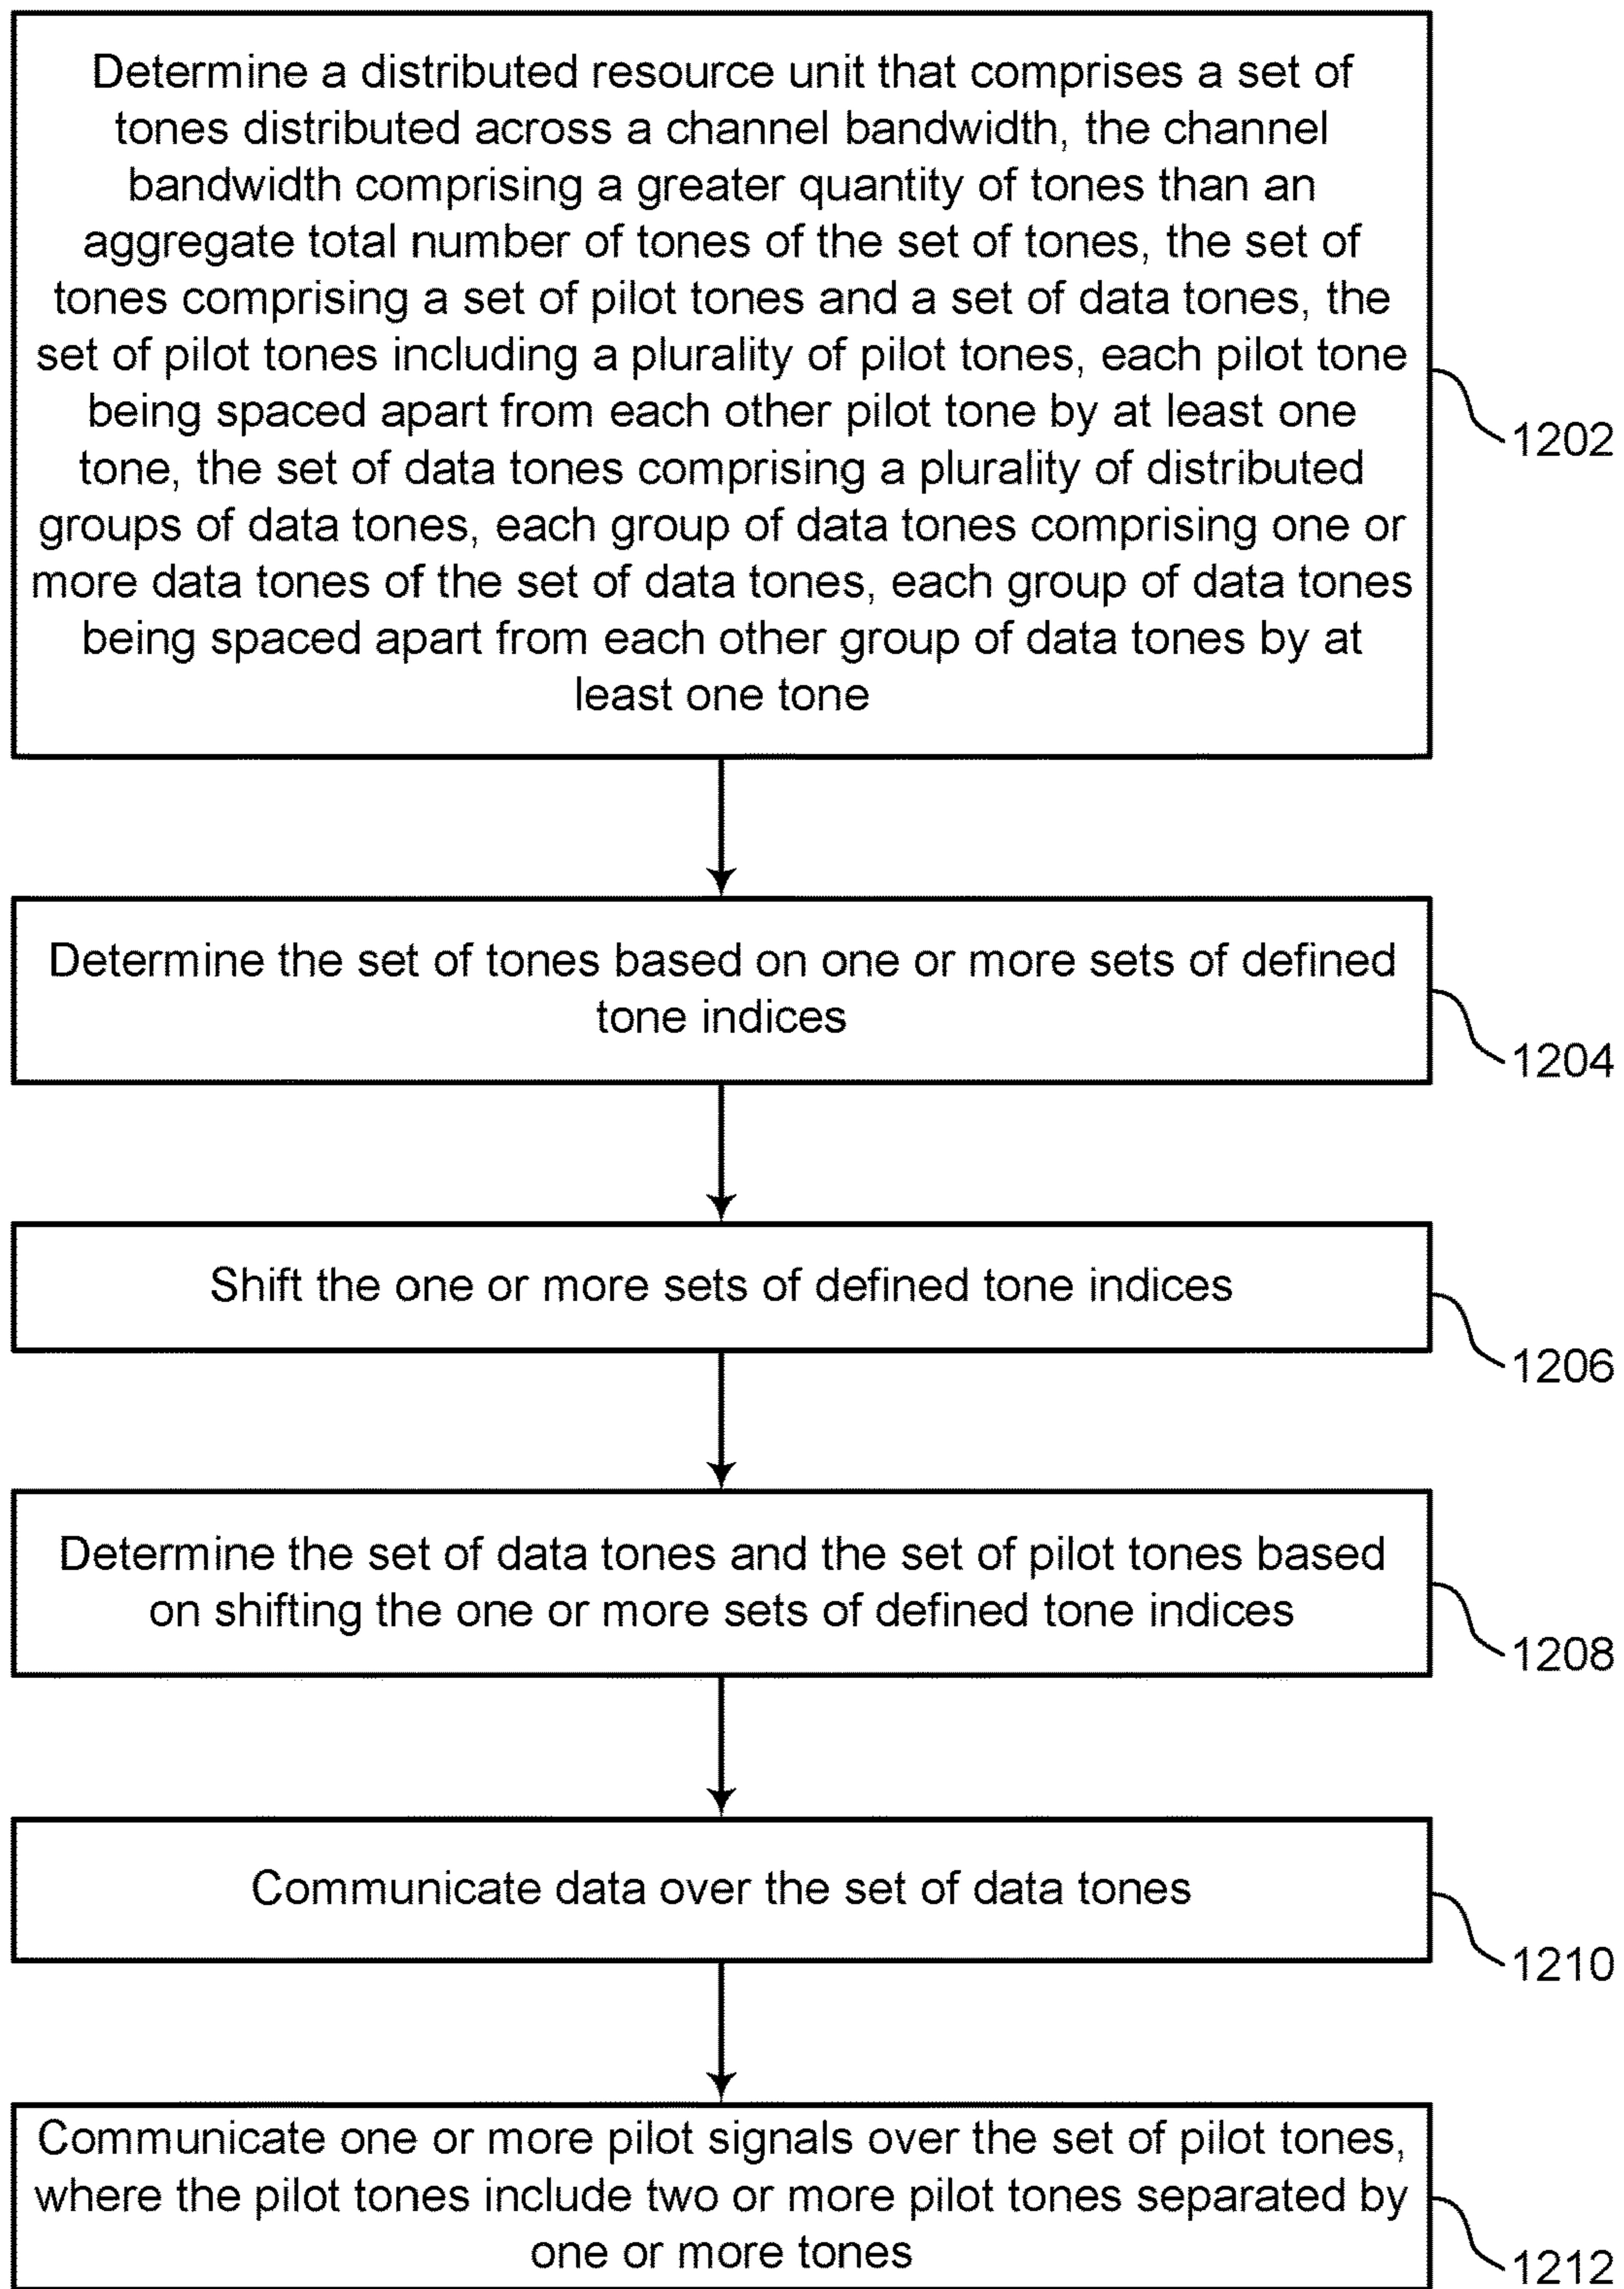 Determine a distributed resource unit that comprises a set of
tones distributed across a channel bandwidth, the channel
bandwidth comprising a greater quantity of tones than an
aggregate total number of tones of the set of tones, the set of
tones comprising a set of pilot tones and a set of data tones, the
set of pilot tones including a plurality of pilot tones, each pilot tone
being spaced apart from each other pilot tone by at least one
tone, the set of data tones comprising a plurality of distributed
groups of data tones, each group of data tones comprising one or
more data tones of the set of data tones, each group of data tones
being spaced apart from each other group of data tones by at
least one tone
1202
Determine the set of tones based on one or more sets of defined
tone indices
1204
Shift the one or more sets of defined tone indices
1206
Determine the set of data tones and the set of pilot tones based
on shifting the one or more sets of defined tone indices
1208
Communicate data over the set of data tones
1210
Communicate one or more pilot signals over the set of pilot tones,
where the pilot tones include two or more pilot tones separated by
one or more tones
1212